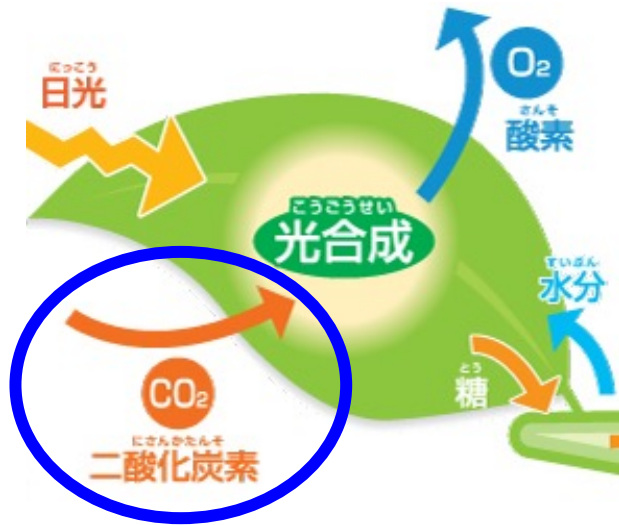 にっこう
日光
O₂
さんそ
酸素
こうごうせい
光合成
すいぶん
水分
とう
糖
CO₂
にさんかたんそ
二酸化炭素